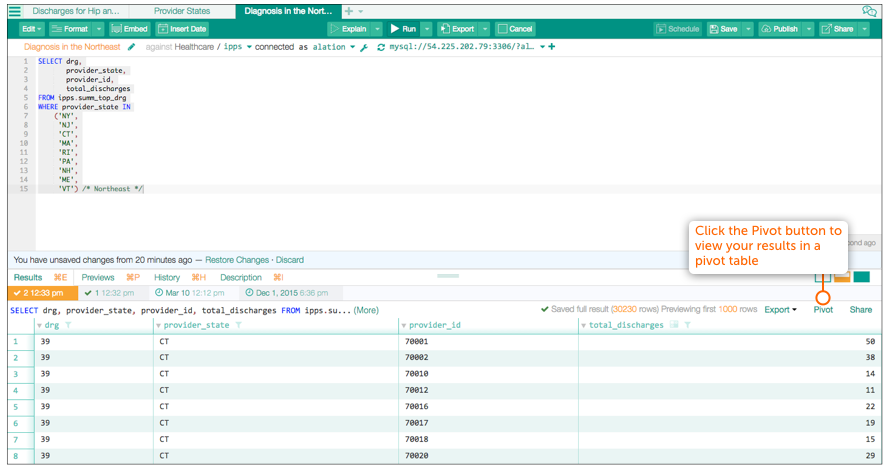 Discharges for Hip an... Provider States Diagnosis in the Nort...
Edit Format Embed Insert Date Explain Run Export Cancel Schedule Save Publish Share
Diagnosis in the Northeast against Healthcare / ipps connected as alation mysql://54.225.202.79:3306/?al…
1 SELECT drg,
2 provider_state,
3 provider_id,
4 total_discharges
5 FROM ipps.summ_top_drg
6 WHERE provider_state IN
7 ('NY',
8 'NJ',
9 'CT',
10 'MA',
11 'RI',
12 'PA',
13 'NH',
14 'ME',
15 'VT') /* Northeast */
Click the Pivot button to
view your results in a
pivot table
ond ago
You have unsaved changes from 20 minutes ago — Restore Changes · Discard
Results ⌘E Previews ⌘P History ⌘H Description ⌘I
2 12:33 pm 1 12:32 pm Mar 10 12:12 pm Dec 1, 2015 6:36 pm
SELECT drg, provider_state, provider_id, total_discharges FROM ipps.su... (More) Saved full result (30230 rows) Previewing first 1000 rows Export Pivot Share
drg provider_state provider_id total_discharges
1 39 CT 70001 50
2 39 CT 70002 38
3 39 CT 70010 14
4 39 CT 70012 11
5 39 CT 70016 22
6 39 CT 70017 19
7 39 CT 70018 15
8 39 CT 70020 29